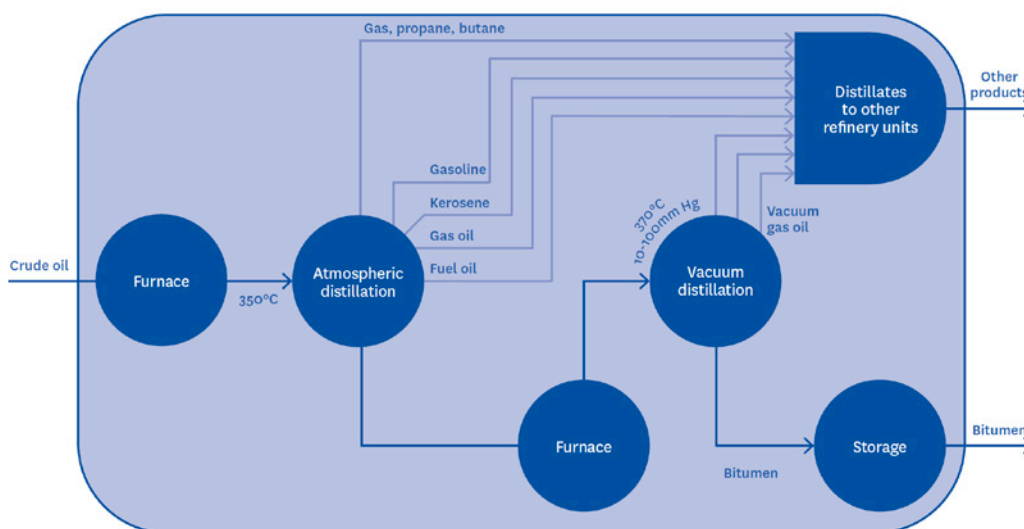 Gas, propane, butane
Distillates
to other
refinery units
Other
products
Gasoline
Kerosene
Gas oil
Fuel oil
370°C
10-100mm Hg
Vacuum
gas oil
Crude oil
Furnace
350°C
Atmospheric
distillation
Vacuum
distillation
Furnace
Bitumen
Storage
Bitumen